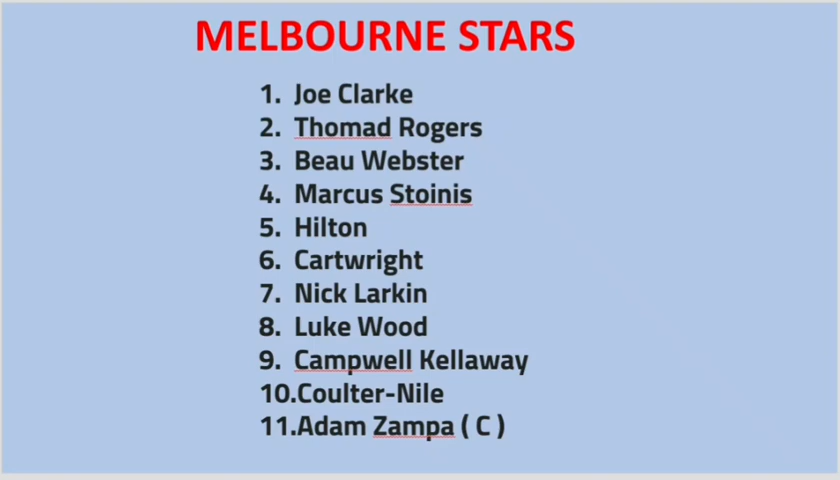 MELBOURNE STARS
1. Joe Clarke
2. Thomad Rogers
3. Beau Webster
4. Marcus Stoinis
5. Hilton
6. Cartwright
7. Nick Larkin
8. Luke Wood
9. Campwell Kellaway
10.Coulter-Nile
11.Adam Zampa ( C )